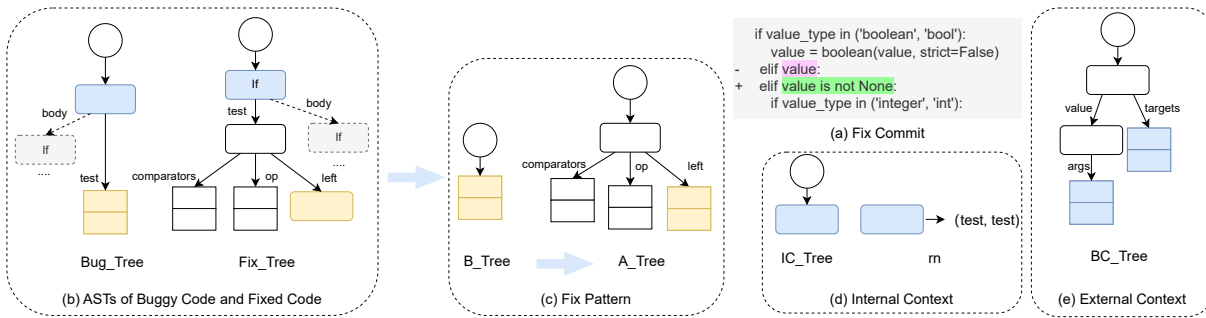 If
test
body
body
If
....
If
....
test
comparators
op
left
Bug_Tree
Fix_Tree
(b) ASTs of Buggy Code and Fixed Code
comparators
op
left
B_Tree
A_Tree
(c) Fix Pattern
if value_type in ('boolean', 'bool'):
value = boolean(value, strict=False)
- elif value:
+ elif value is not None:
if value_type in ('integer', 'int'):
(a) Fix Commit
(test, test)
IC_Tree
rn
(d) Internal Context
value
targets
args
BC_Tree
(e) External Context